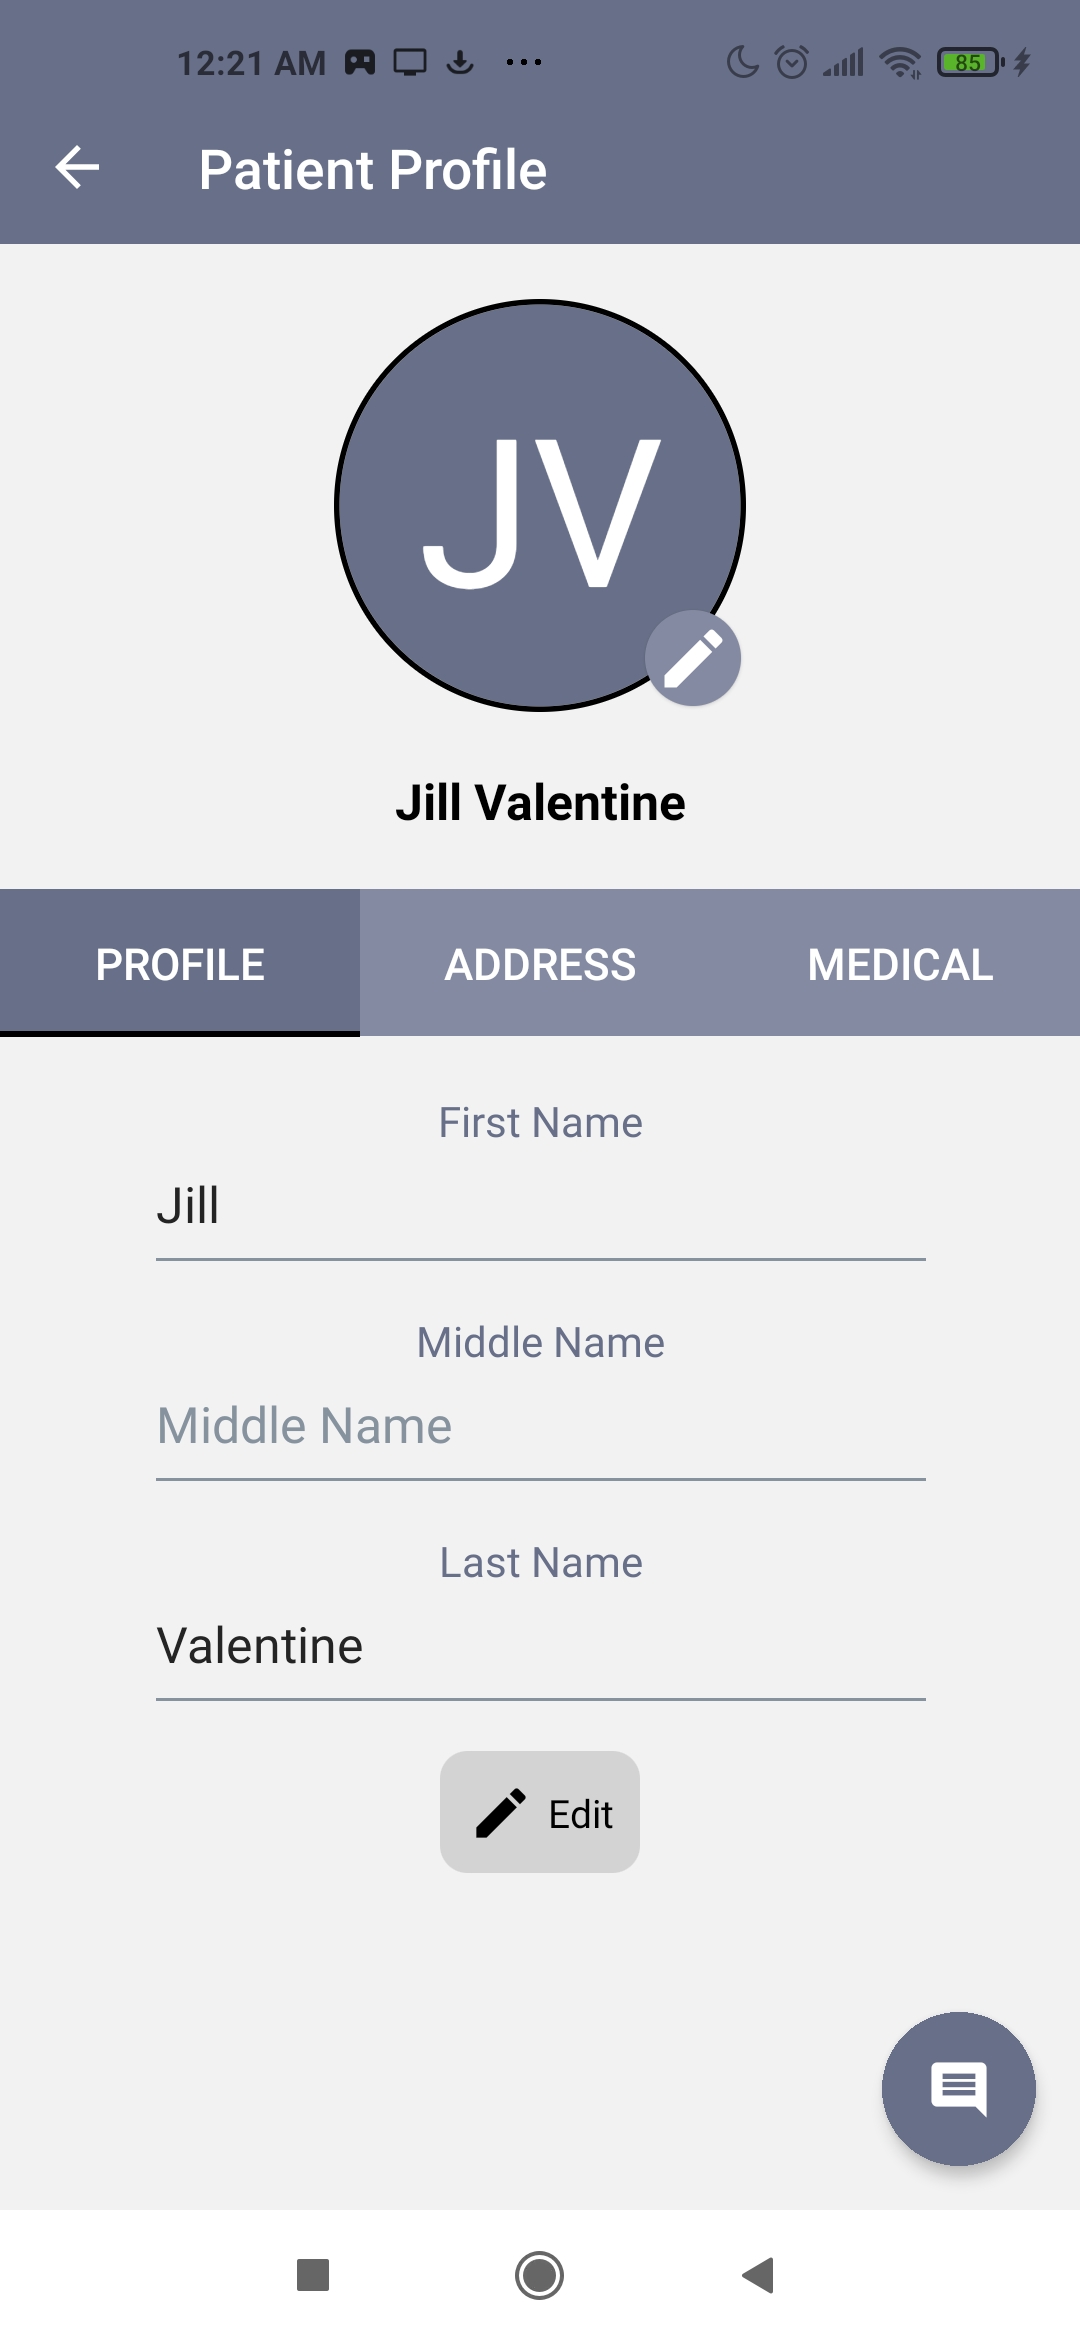 12:21 AM
85
Patient Profile
JV
Jill Valentine
PROFILE ADDRESS MEDICAL
First Name
Jill
Middle Name
Middle Name
Last Name
Valentine
Edit